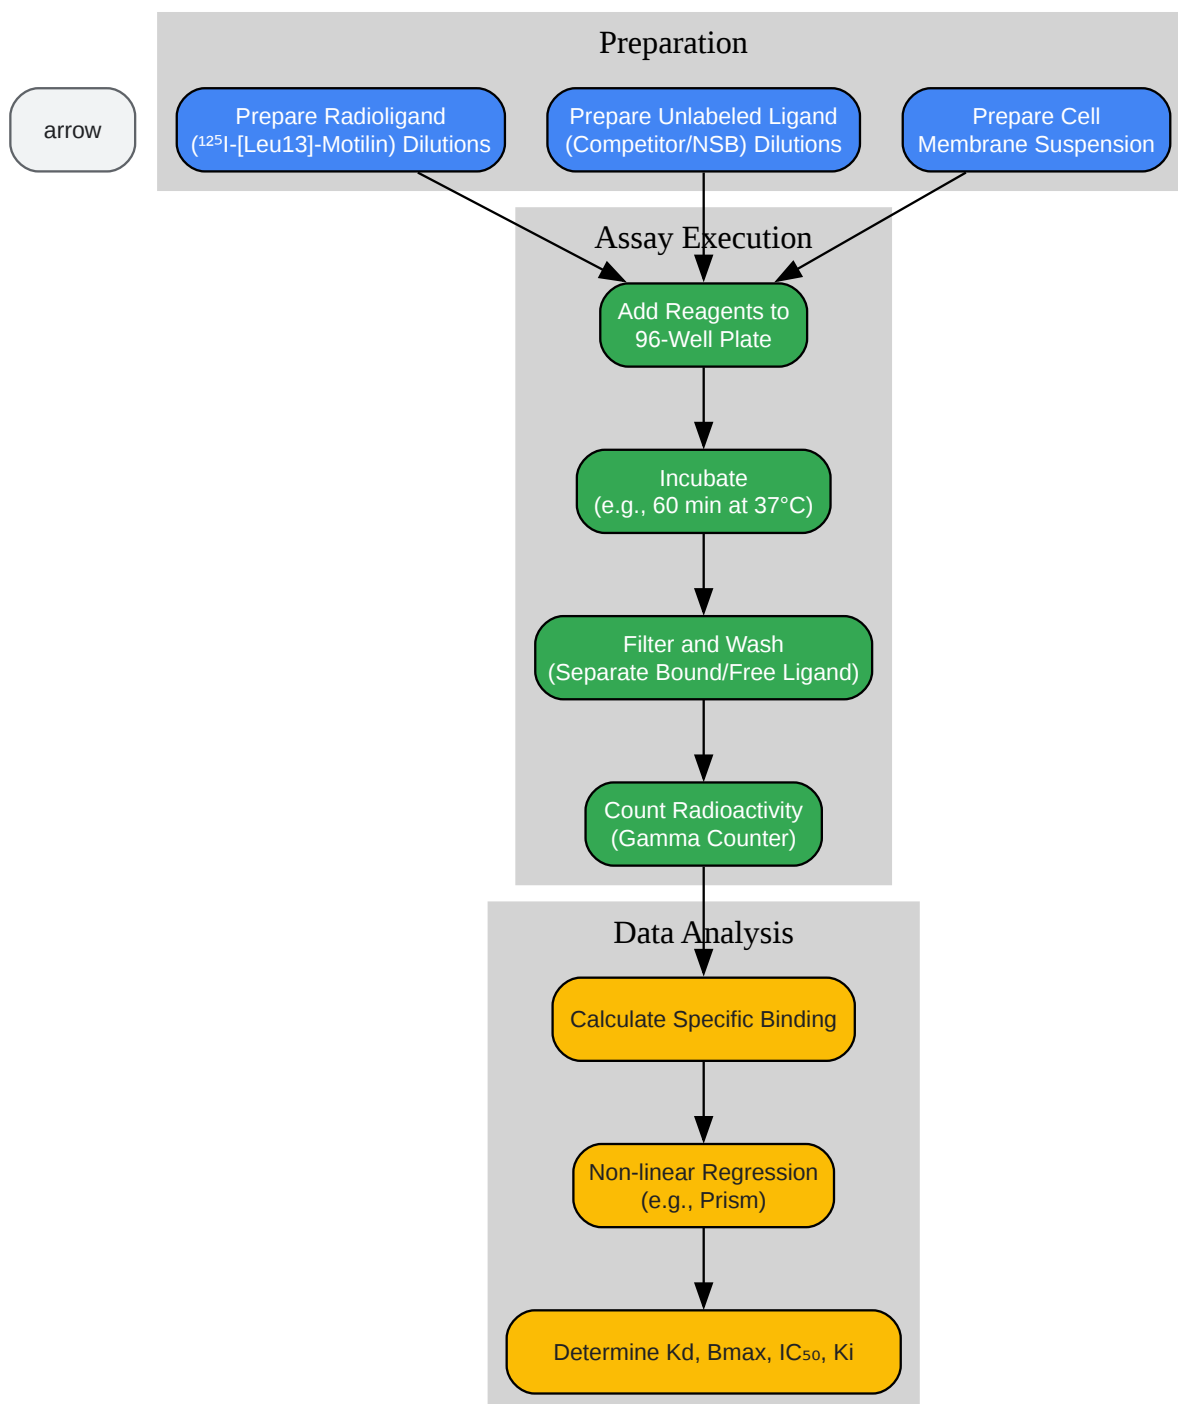 Preparation
arrow
Prepare Radioligand
(¹²⁵I-[Leu13]-Motilin) Dilutions
Prepare Unlabeled Ligand
(Competitor/NSB) Dilutions
Prepare Cell
Membrane Suspension
Assay Execution
Add Reagents to
96-Well Plate
Incubate
(e.g., 60 min at 37°C)
Filter and Wash
(Separate Bound/Free Ligand)
Count Radioactivity
(Gamma Counter)
Data Analysis
Calculate Specific Binding
Non-linear Regression
(e.g., Prism)
Determine Kd, Bmax, IC₅₀, Ki